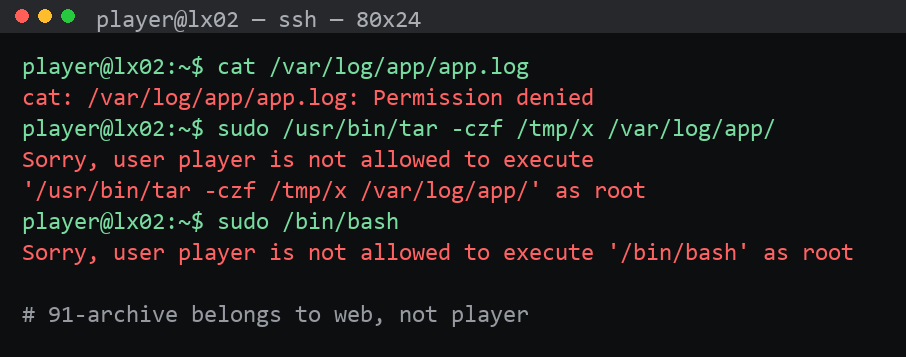 player@lx02 — ssh — 80x24
player@lx02:~$ cat /var/log/app/app.log
cat: /var/log/app/app.log: Permission denied
player@lx02:~$ sudo /usr/bin/tar -czf /tmp/x /var/log/app/
Sorry, user player is not allowed to execute
'/usr/bin/tar -czf /tmp/x /var/log/app/' as root
player@lx02:~$ sudo /bin/bash
Sorry, user player is not allowed to execute '/bin/bash' as root
# 91-archive belongs to web, not player